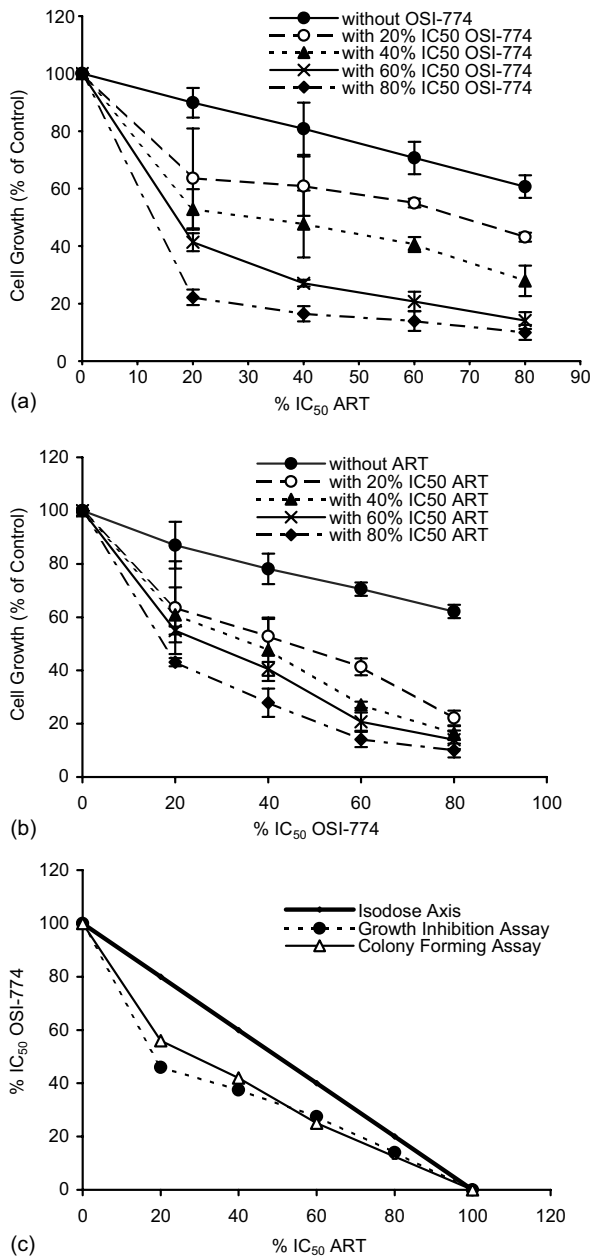 120
100
80
60
40
20
0
Cell Growth (% of Control)
without OSI-774
with 20% IC50 OSI-774
with 40% IC50 OSI-774
with 60% IC50 OSI-774
with 80% IC50 OSI-774
0 10 20 30 40 50 60 70 80 90
(a)
% IC50 ART
120
100
80
60
40
20
0
Cell Growth (% of Control)
without ART
with 20% IC50 ART
with 40% IC50 ART
with 60% IC50 ART
with 80% IC50 ART
0 20 40 60 80 100
(b)
% IC50 OSI-774
120
100
80
60
40
20
0
% IC50 OSI-774
Isodose Axis
Growth Inhibition Assay
Colony Forming Assay
0 20 40 60 80 100 120
(c)
% IC50 ART